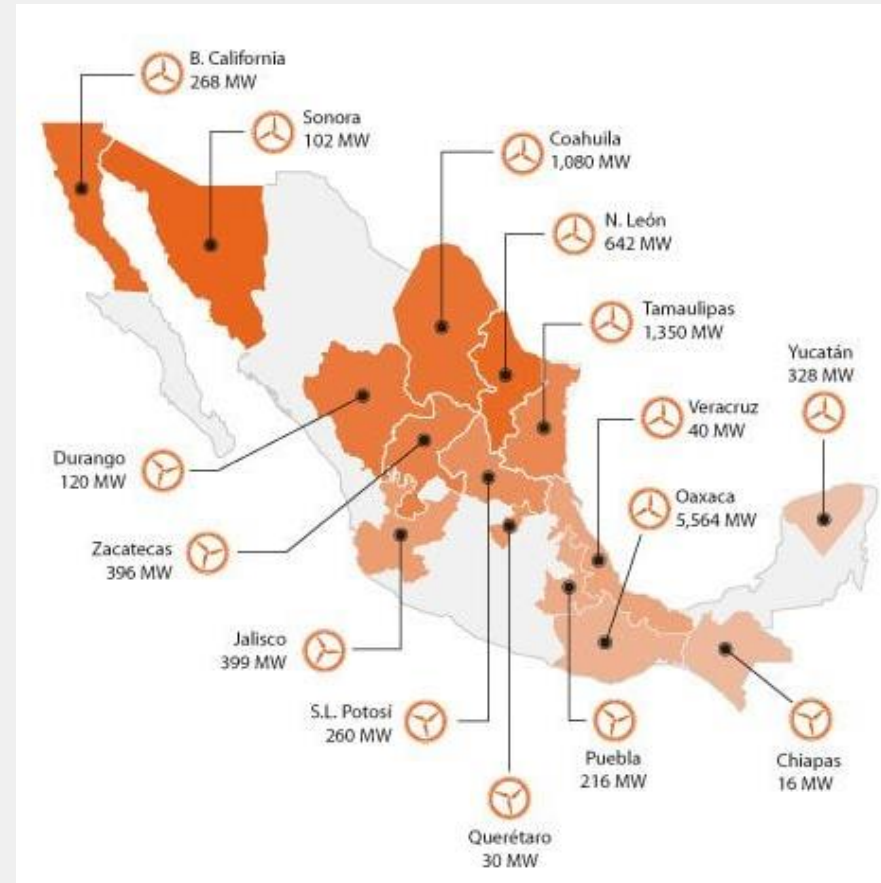 B. California
268 MW
Sonora
102 MW
Coahuila
1,080 MW
N. León
642 MW
Tamaulipas
1,350 MW
Yucatán
328 MW
Veracruz
40 MW
Durango
120 MW
Oaxaca
5,564 MW
Zacatecas
396 MW
Jalisco
399 MW
S.L. Potosí
260 MW
Puebla
216 MW
Chiapas
16 MW
Querétaro
30 MW